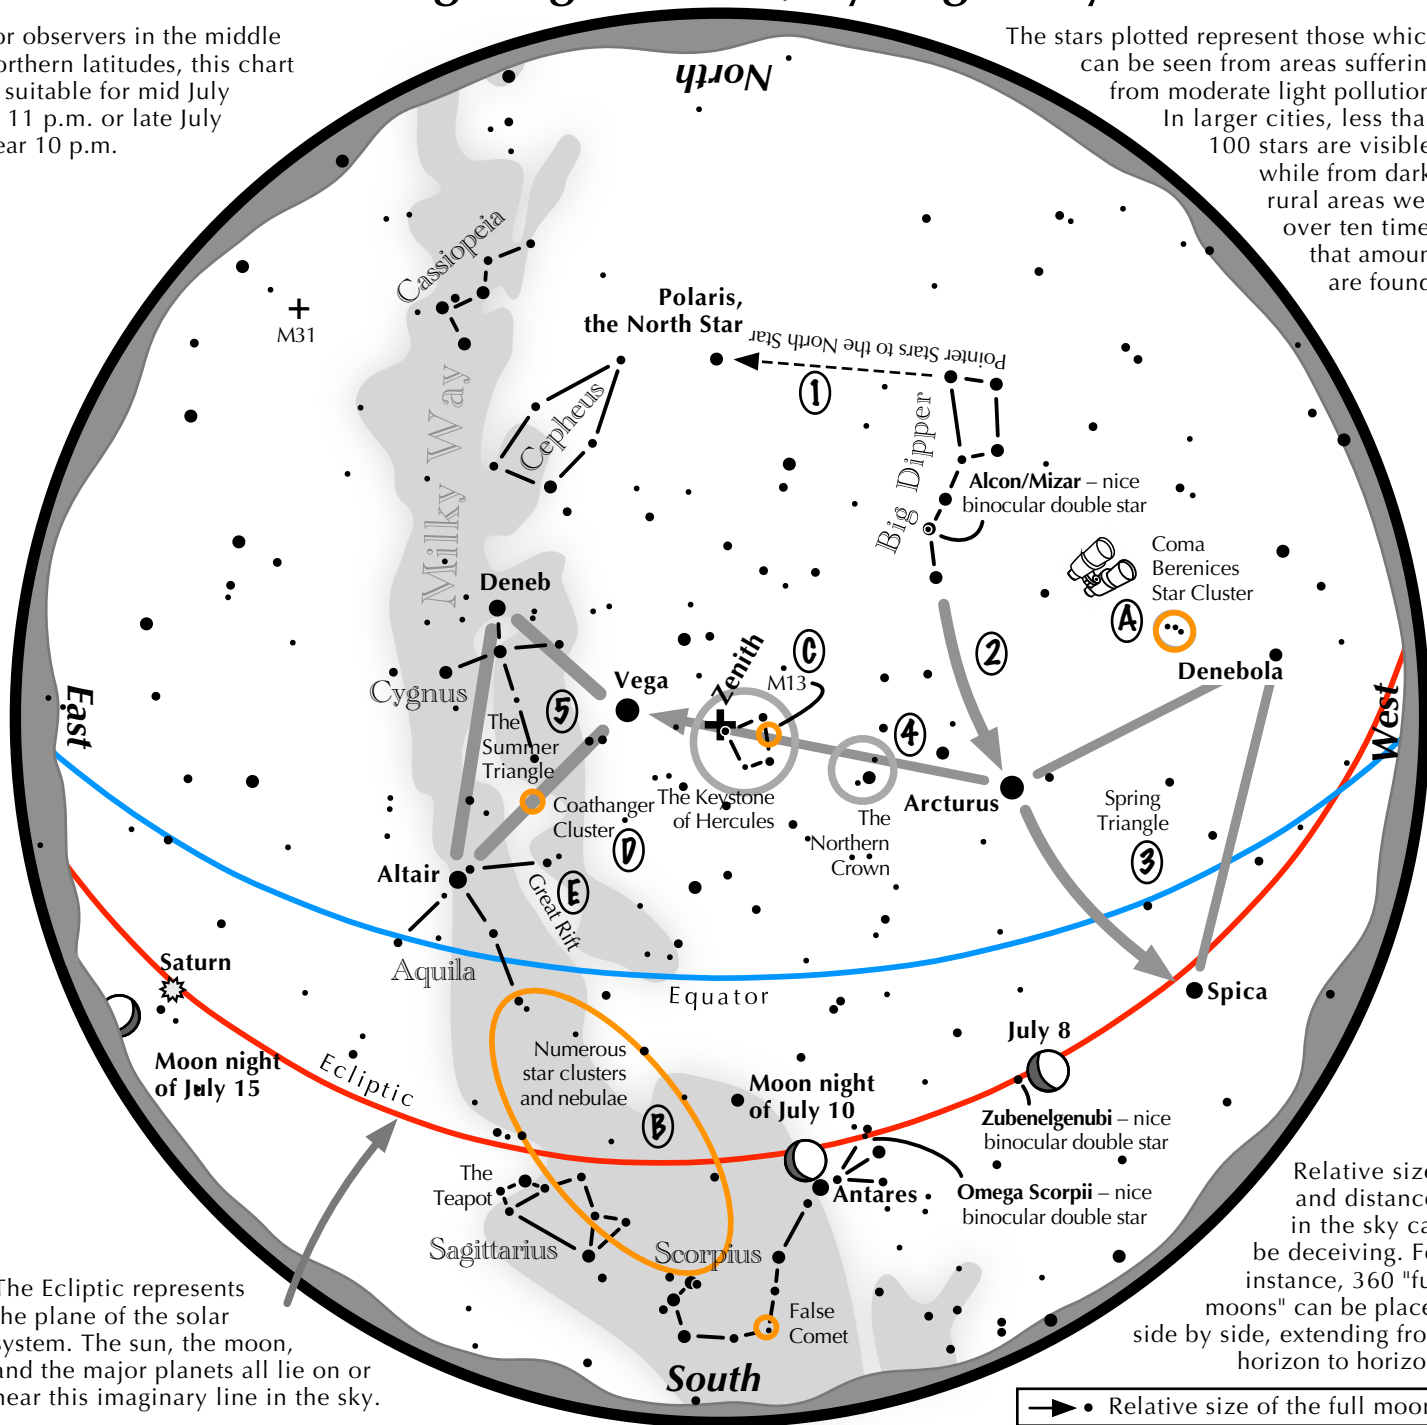 or observers in the middle
orthern latitudes, this chart
suitable for mid July
11 p.m. or late July
ear 10 p.m.
The stars plotted represent those whic
can be seen from areas sufferin
from moderate light pollution
In larger cities, less tha
100 stars are visible
while from dark
rural areas we
over ten time
that amoun
are found
North
Cassiopeia
M31
Polaris,
the North Star
Pointer Stars to the North Star
1
Milky Way
Cepheus
Big Dipper
Alcon/Mizar – nice
binocular double star
Coma
Berenices
Star Cluster
A
Deneb
Cygnus
Vega
Zenith
C
M13
2
Denebola
East
West
The
Summer
Triangle
5
4
Coathanger
Cluster
D
The Keystone
of Hercules
The
Northern
Crown
Arcturus
Spring
Triangle
3
Altair
E
Great Rift
Aquila
Saturn
Equator
Spica
Moon night
of July 15
Ecliptic
Numerous
star clusters
and nebulae
B
Moon night
of July 10
July 8
Zubenelgenubi – nice
binocular double star
The
Teapot
Antares
Omega Scorpii – nice
binocular double star
Sagittarius
Scorpius
False
Comet
South
The Ecliptic represents
the plane of the solar
system. The sun, the moon,
and the major planets all lie on or
near this imaginary line in the sky.
Relative size
and distance
in the sky ca
be deceiving. Fo
instance, 360 "fu
moons" can be place
side by side, extending fro
horizon to horizo
Relative size of the full moon